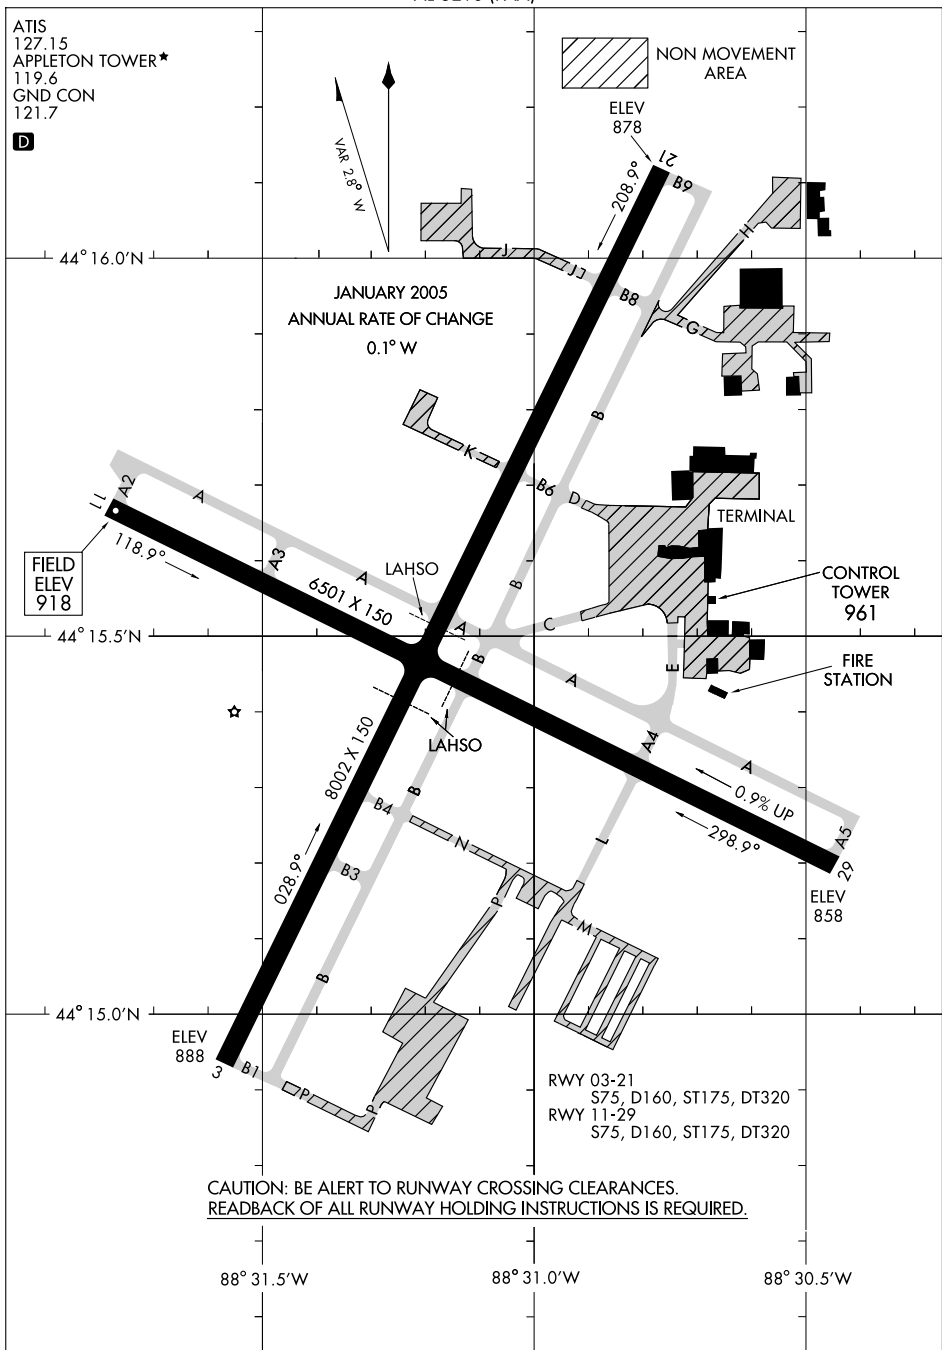 ATIS
127.15
APPLETON TOWER★
119.6
GND CON
121.7
D
NON MOVEMENT
AREA
ELEV
878
21
B9
208.9°
VAR 2.8° W
H
44° 16.0'N
J
J
B8
G
JANUARY 2005
ANNUAL RATE OF CHANGE
0.1° W
B
K
A2
A
B6
D
11
TERMINAL
118.9°
FIELD
ELEV
918
A3
A
LAHSO
6501 X 150
B
CONTROL
TOWER
961
44° 15.5'N
A
C
B
E
FIRE
STATION
A
LAHSO
A4
A
8002 X 150
B
0.9% UP
298.9°
B4
A5
29
N
L
ELEV
858
028.9°
B3
P
M
B
44° 15.0'N
ELEV
888
3
B1
P
P
RWY 03-21
S75, D160, ST175, DT320
RWY 11-29
S75, D160, ST175, DT320
CAUTION: BE ALERT TO RUNWAY CROSSING CLEARANCES.
READBACK OF ALL RUNWAY HOLDING INSTRUCTIONS IS REQUIRED.
88° 31.5'W
88° 31.0'W
88° 30.5'W